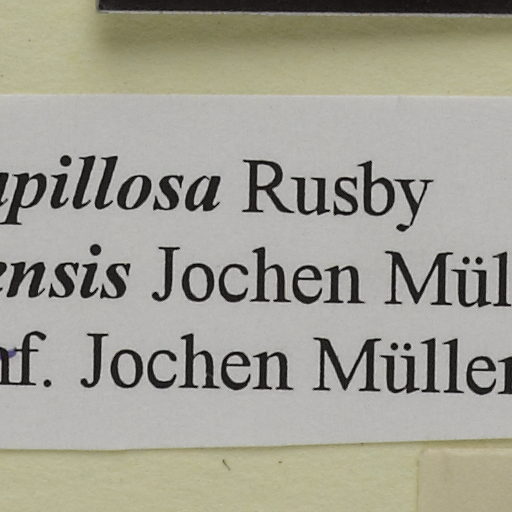 apillosa Rusby
ensis Jochen Mül
nf. Jochen Müller